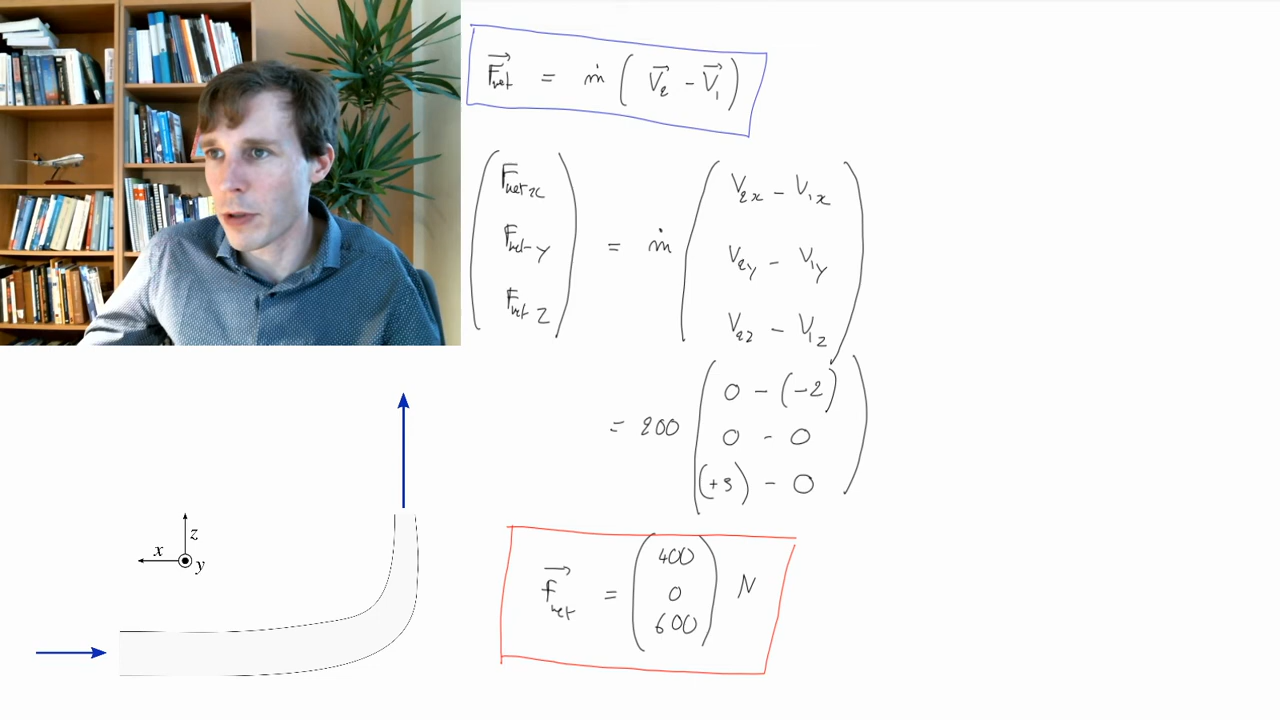 F⃗net = ṁ ( V⃗2 - V⃗1 )
Fnet x
Fnet y
Fnet z
= ṁ
V2x - V1x
V2y - V1y
V2z - V1z
= 200
0 - (-2)
0 - 0
(+3) - 0
F⃗net =
400
0
600
N
z
x
y